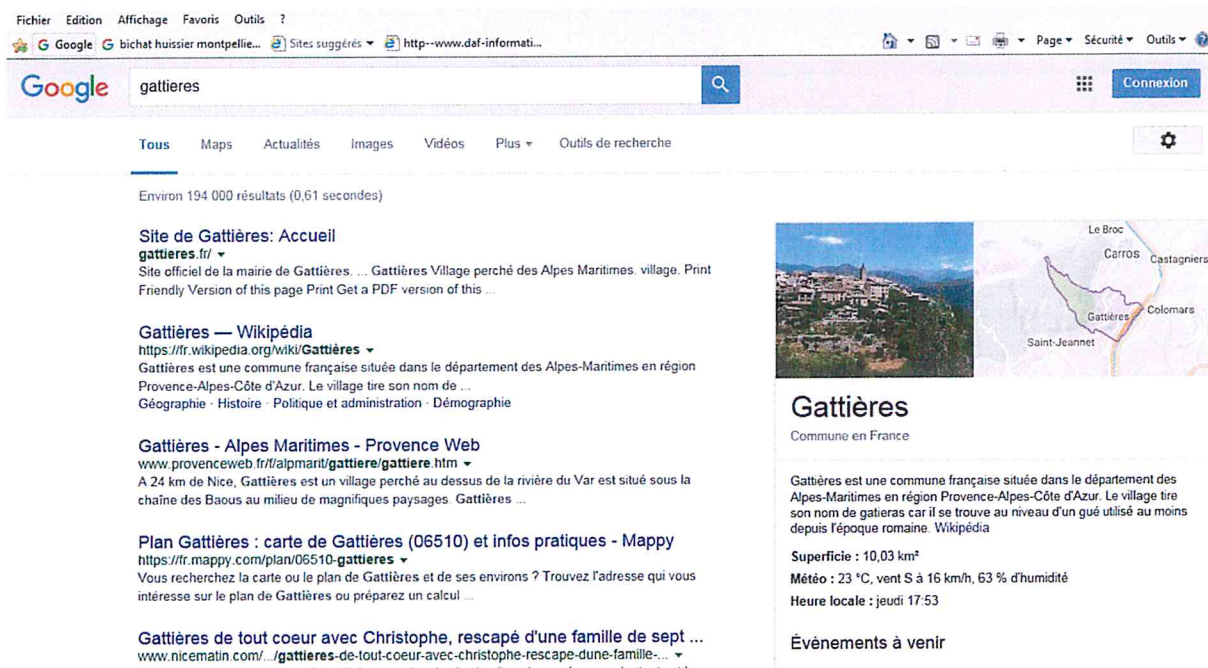 Fichier Edition Affichage Favoris Outils ?
G Google G bichat huissier montpellie... Sites suggérés http--www.daf-informati...
Page Sécurité Outils
Google gattieres Connexion
Tous Maps Actualités Images Vidéos Plus Outils de recherche
Environ 194 000 résultats (0,61 secondes)
Site de Gattières: Accueil
gattieres.fr/
Site officiel de la mairie de Gattières. ... Gattières Village perché des Alpes Maritimes. village. Print
Friendly Version of this page Print Get a PDF version of this ...
Gattières — Wikipédia
https://fr.wikipedia.org/wiki/Gattières
Gattières est une commune française située dans le département des Alpes-Maritimes en région
Provence-Alpes-Côte d'Azur. Le village tire son nom de ...
Géographie · Histoire · Politique et administration · Démographie
Gattières - Alpes Maritimes - Provence Web
www.provenceweb.fr/f/alpmarit/gattiere/gattiere.htm
A 24 km de Nice, Gattières est un village perché au dessus de la rivière du Var est situé sous la
chaîne des Baous au milieu de magnifiques paysages. Gattières ...
Plan Gattières : carte de Gattières (06510) et infos pratiques - Mappy
https://fr.mappy.com/plan/06510-gattieres
Vous recherchez la carte ou le plan de Gattières et de ses environs ? Trouvez l'adresse qui vous
intéresse sur le plan de Gattières ou préparez un calcul ...
Gattières de tout coeur avec Christophe, rescapé d'une famille de sept ...
www.nicematin.com/.../gattieres-de-tout-coeur-avec-christophe-rescape-dune-famille-...
Le Broc
Carros
Castagniers
Gattières
Colomars
Saint-Jeannet
Gattières
Commune en France
Gattières est une commune française située dans le département des
Alpes-Maritimes en région Provence-Alpes-Côte d'Azur. Le village tire
son nom de gatieras car il se trouve au niveau d'un gué utilisé au moins
depuis l'époque romaine. Wikipédia
Superficie : 10,03 km²
Météo : 23 °C, vent S à 16 km/h, 63 % d'humidité
Heure locale : jeudi 17:53
Évènements à venir